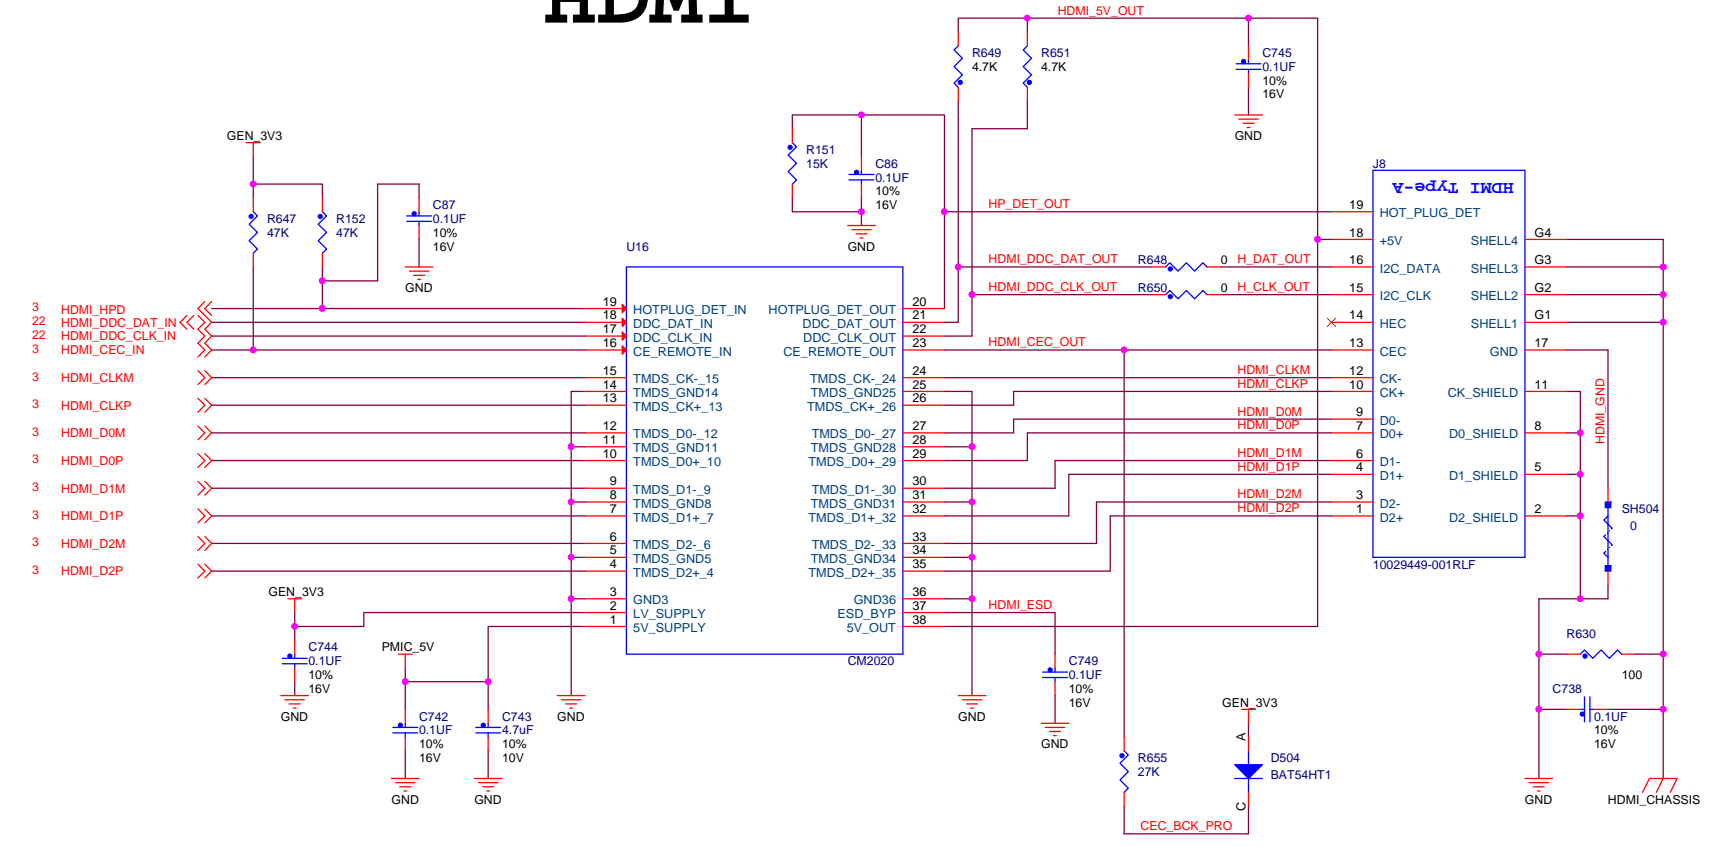 HDMI
HDMI_5V_OUT
R649
4.7K
R651
4.7K
C745
0.1UF
10%
16V
GND
GEN_3V3
R647
47K
R152
47K
C87
0.1UF
10%
16V
GND
R151
15K
C86
0.1UF
10%
16V
GND
3 HDMI_HPD
22 HDMI_DDC_DAT_IN
22 HDMI_DDC_CLK_IN
3 HDMI_CEC_IN
3 HDMI_CLKM
3 HDMI_CLKP
3 HDMI_D0M
3 HDMI_D0P
3 HDMI_D1M
3 HDMI_D1P
3 HDMI_D2M
3 HDMI_D2P
U16
19 HOTPLUG_DET_IN HOTPLUG_DET_OUT 20
18 DDC_DAT_IN DDC_DAT_OUT 21
17 DDC_CLK_IN DDC_CLK_OUT 22
16 CE_REMOTE_IN CE_REMOTE_OUT 23
15 TMDS_CK-_15 TMDS_CK-_24 24
14 TMDS_GND14 TMDS_GND25 25
13 TMDS_CK+_13 TMDS_CK+_26 26
12 TMDS_D0-_12 TMDS_D0-_27 27
11 TMDS_GND11 TMDS_GND28 28
10 TMDS_D0+_10 TMDS_D0+_29 29
9 TMDS_D1-_9 TMDS_D1-_30 30
8 TMDS_GND8 TMDS_GND31 31
7 TMDS_D1+_7 TMDS_D1+_32 32
6 TMDS_D2-_6 TMDS_D2-_33 33
5 TMDS_GND5 TMDS_GND34 34
4 TMDS_D2+_4 TMDS_D2+_35 35
3 GND3 GND36 36
2 LV_SUPPLY ESD_BYP 37
1 5V_SUPPLY 5V_OUT 38
CM2020
GEN_3V3
C744
0.1UF
10%
16V
GND
PMIC_5V
C742
0.1UF
10%
16V
GND
C743
4.7uF
10%
10V
GND
GND
GND
HP_DET_OUT
HDMI_DDC_DAT_OUT R648 0 H_DAT_OUT
HDMI_DDC_CLK_OUT R650 0 H_CLK_OUT
HDMI_CEC_OUT
HDMI_CLKM
HDMI_CLKP
HDMI_D0M
HDMI_D0P
HDMI_D1M
HDMI_D1P
HDMI_D2M
HDMI_D2P
HDMI_ESD
C749
0.1UF
10%
16V
GND
R655
27K
GEN_3V3
A
D504
BAT54HT1
C
CEC_BCK_PRO
J8
HDMI Type-A
19 HOT_PLUG_DET
18 +5V SHELL4 G4
16 I2C_DATA SHELL3 G3
15 I2C_CLK SHELL2 G2
14 HEC SHELL1 G1
13 CEC GND 17
12 CK-
10 CK+ CK_SHIELD 11
9 D0-
7 D0+ D0_SHIELD 8
6 D1-
4 D1+ D1_SHIELD 5
3 D2-
1 D2+ D2_SHIELD 2
10029449-001RLF
HDMI_GND
SH504
0
R630
100
C738
0.1UF
10%
16V
GND
HDMI_CHASSIS